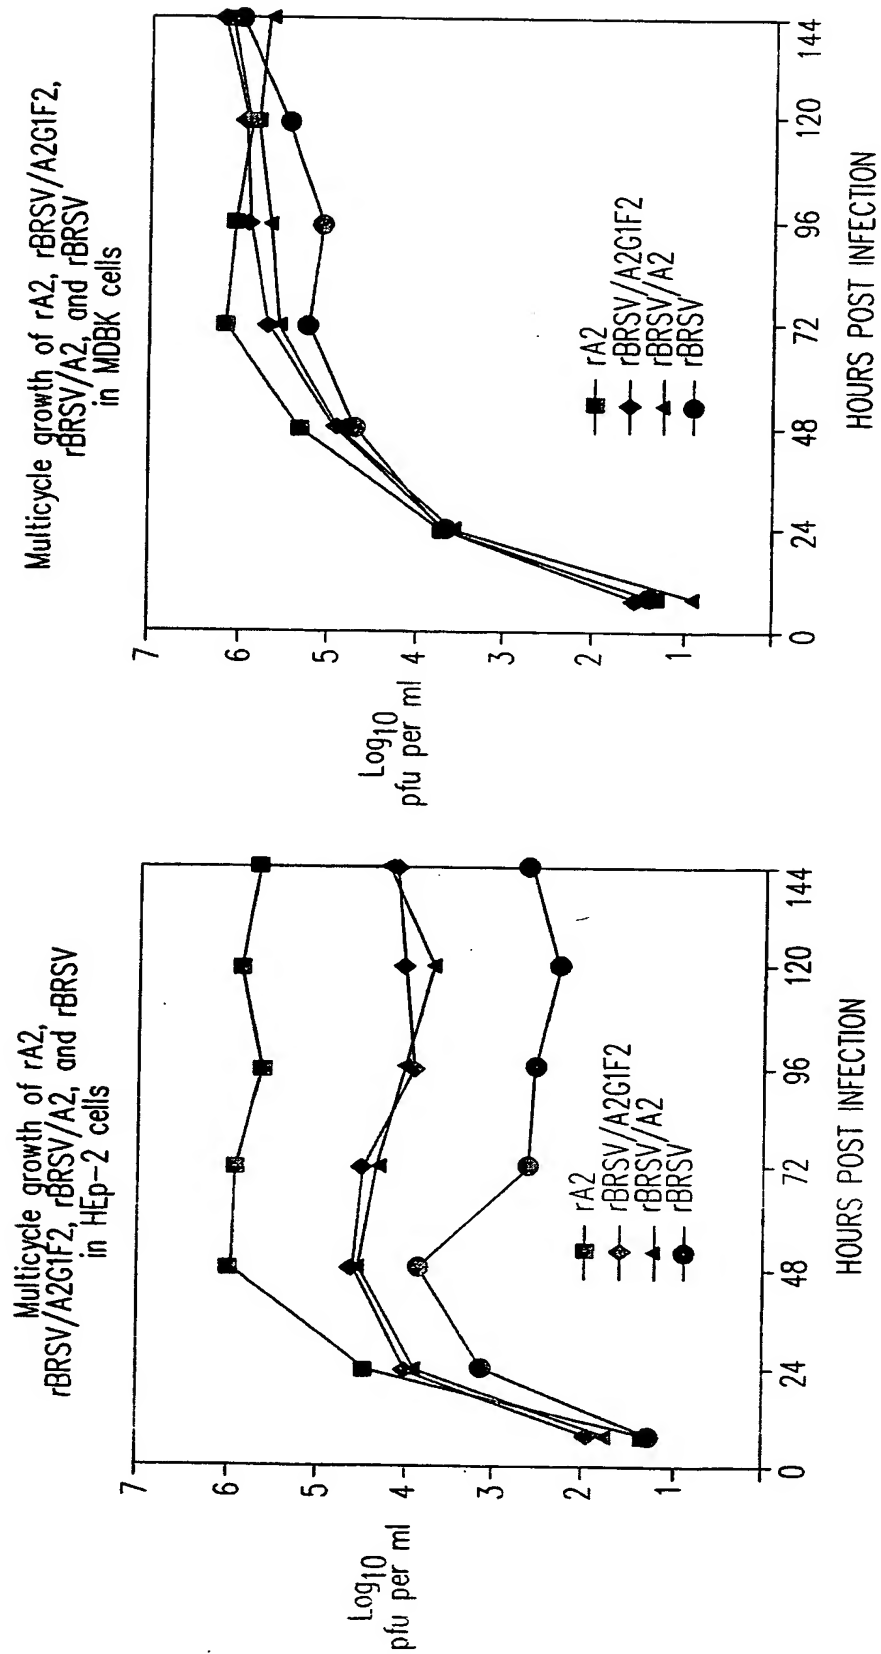 Multicycle growth of rA2,
rBRSV/A2G1F2, rBRSV/A2, and rBRSV
in HEp-2 cells
Log10
pfu per ml
7
6
5
4
3
2
1
0
24
48
72
96
120
144
HOURS POST INFECTION
rA2
rBRSV/A2G1F2
rBRSV/A2
rBRSV
Multicycle growth of rA2, rBRSV/A2G1F2,
rBRSV/A2, and rBRSV
in MDBK cells
Log10
pfu per ml
7
6
5
4
3
2
1
0
24
48
72
96
120
144
HOURS POST INFECTION
rA2
rBRSV/A2G1F2
rBRSV/A2
rBRSV